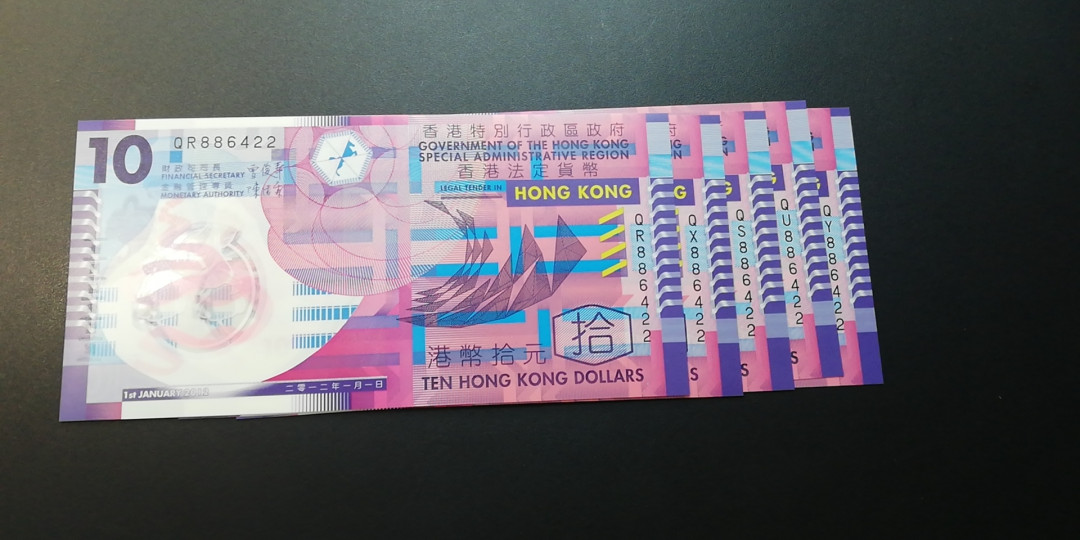 10
QR886422
財政司司長
FINANCIAL SECRETARY
金融管理專員
MONETARY AUTHORITY
香港特別行政區政府
GOVERNMENT OF THE HONG KONG
SPECIAL ADMINISTRATIVE REGION
香港法定貨幣
LEGAL TENDER IN
HONG KONG
拾
港幣拾元
TEN HONG KONG DOLLARS
1st JANUARY 2012
二零一二年一月一日
QR886422
府
NG
N
G
QX886422
S
QS886422
QU886422
S
QY886422